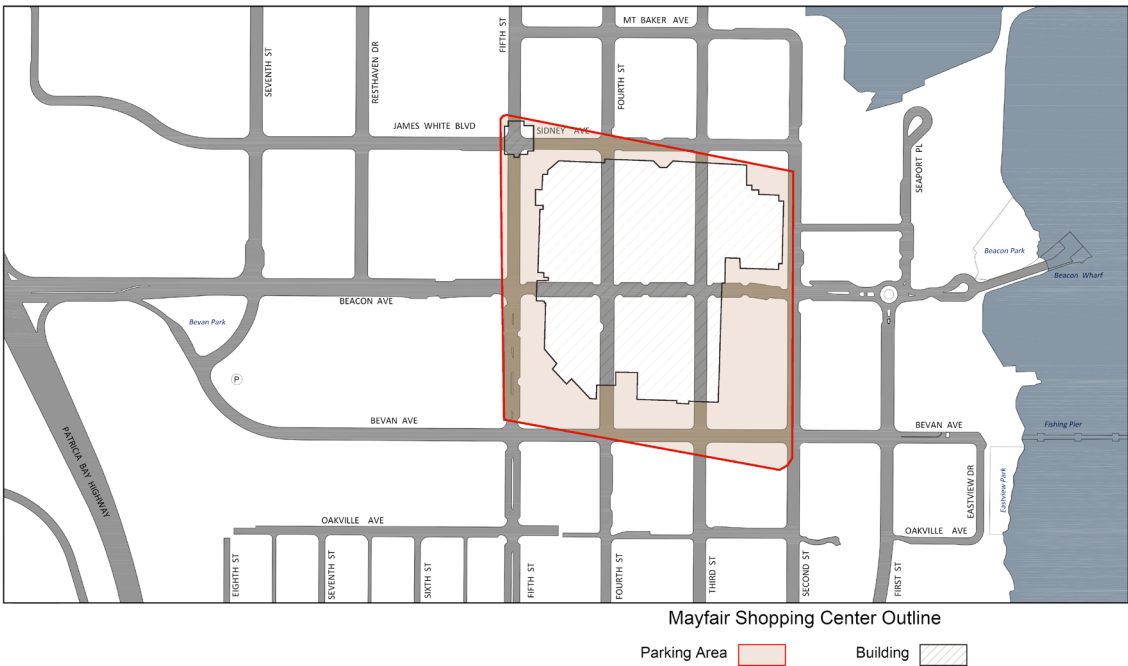 MT BAKER AVE
FIFTH ST
SEVENTH ST
RESTHAVEN DR
FOURTH ST
JAMES WHITE BLVD
SIDNEY AVE
SEAPORT PL
Beacon Park
Beacon Wharf
BEACON AVE
Bevan Park
P
BEVAN AVE
BEVAN AVE
Fishing Pier
PATRICIA BAY HIGHWAY
EASTVIEW DR
Eastview Park
OAKVILLE AVE
OAKVILLE AVE
EIGHTH ST
SEVENTH ST
SIXTH ST
FIFTH ST
FOURTH ST
THIRD ST
SECOND ST
FIRST ST
Mayfair Shopping Center Outline
Parking Area
Building